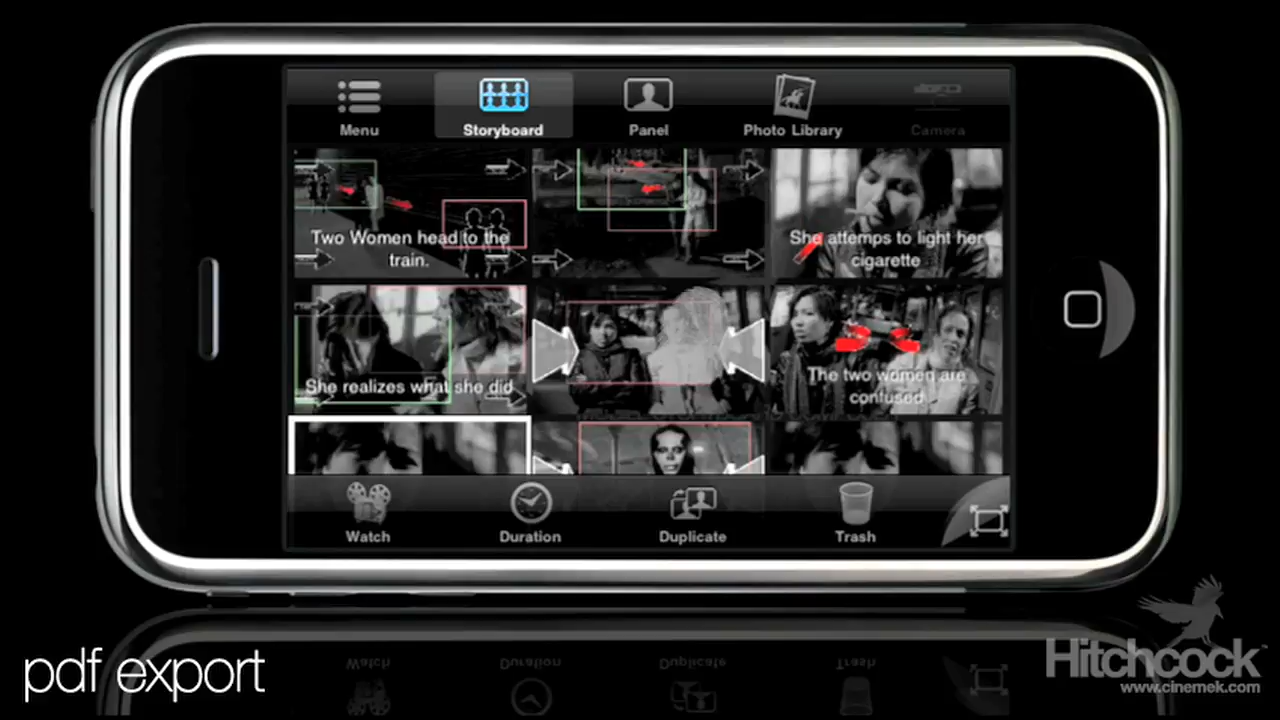 Menu
Storyboard
Panel
Photo Library
Camera
Two Women head to the
train.
She attemps to light her
cigarette
She realizes what she did
The two women are
confused
Watch
Duration
Duplicate
Trash
pdf export
Hitchcock™
www.cinemek.com